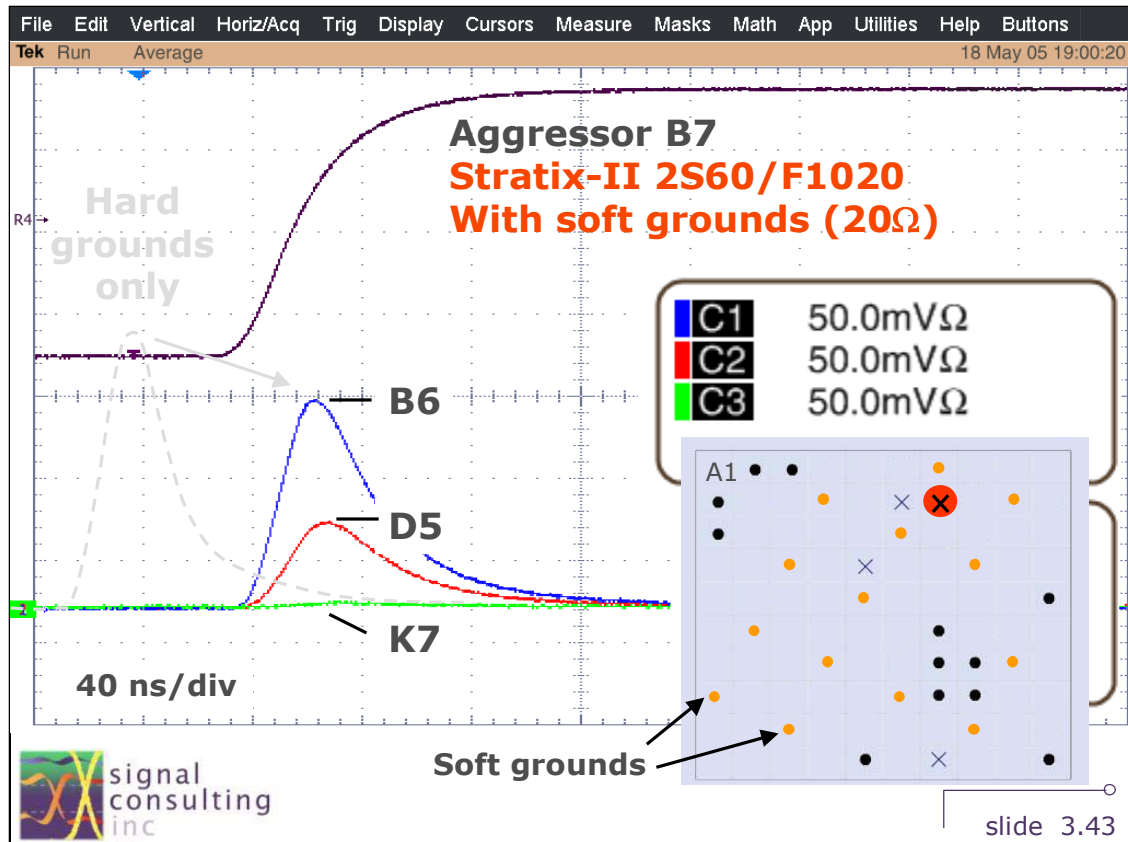 File Edit Vertical Horiz/Acq Trig Display Cursors Measure Masks Math App Utilities Help Buttons
Tek Run Average 18 May 05 19:00:20
Aggressor B7
Stratix-II 2S60/F1020
With soft grounds (20Ω)
Hard
grounds
only
R4
C1 50.0mVΩ
C2 50.0mVΩ
C3 50.0mVΩ
B6
A1
D5
K7
40 ns/div
Soft grounds
signal
consulting
inc
slide 3.43